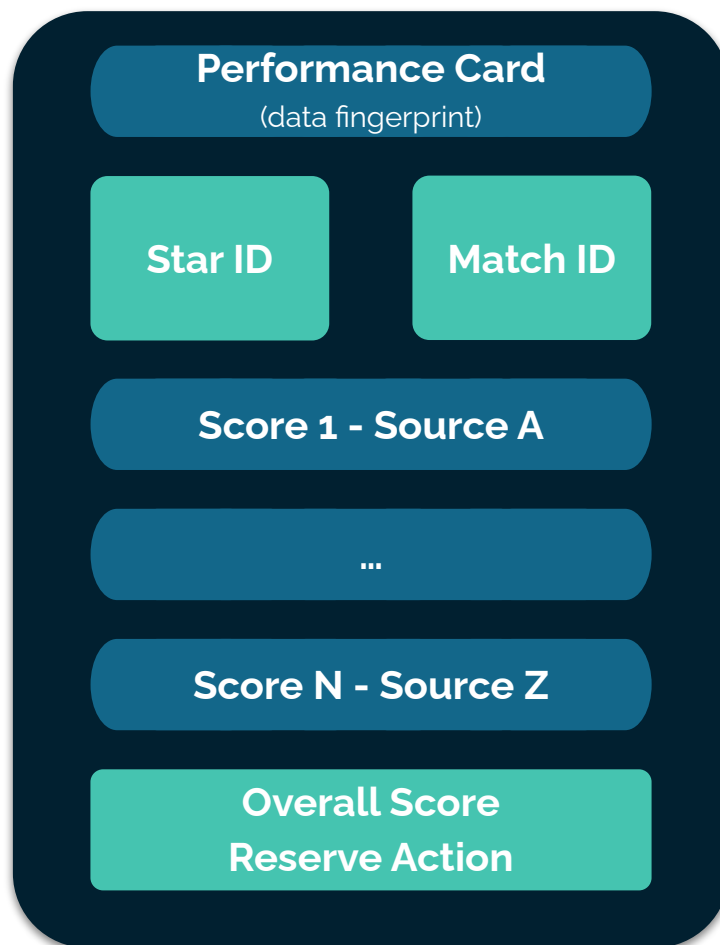 Performance Card
(data fingerprint)
Star ID
Match ID
Score 1 - Source A
...
Score N - Source Z
Overall Score
Reserve Action